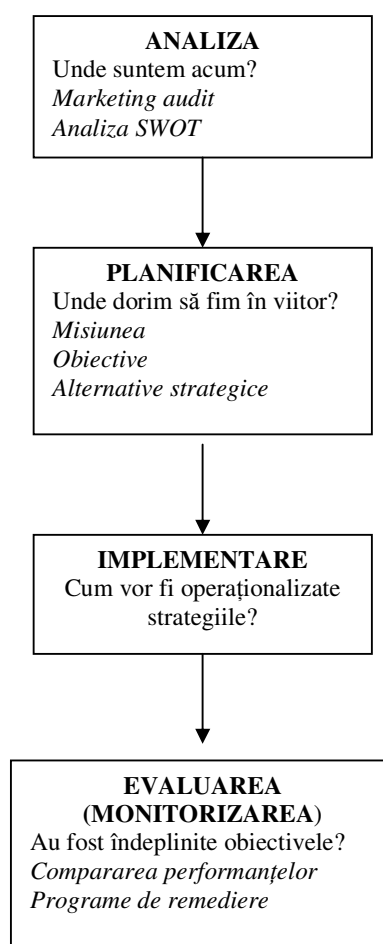 ANALIZA
Unde suntem acum?
Marketing audit
Analiza SWOT
PLANIFICAREA
Unde dorim să fim în viitor?
Misiunea
Obiective
Alternative strategice
IMPLEMENTARE
Cum vor fi operaționalizate
strategiile?
EVALUAREA
(MONITORIZAREA)
Au fost îndeplinite obiectivele?
Compararea performanțelor
Programe de remediere